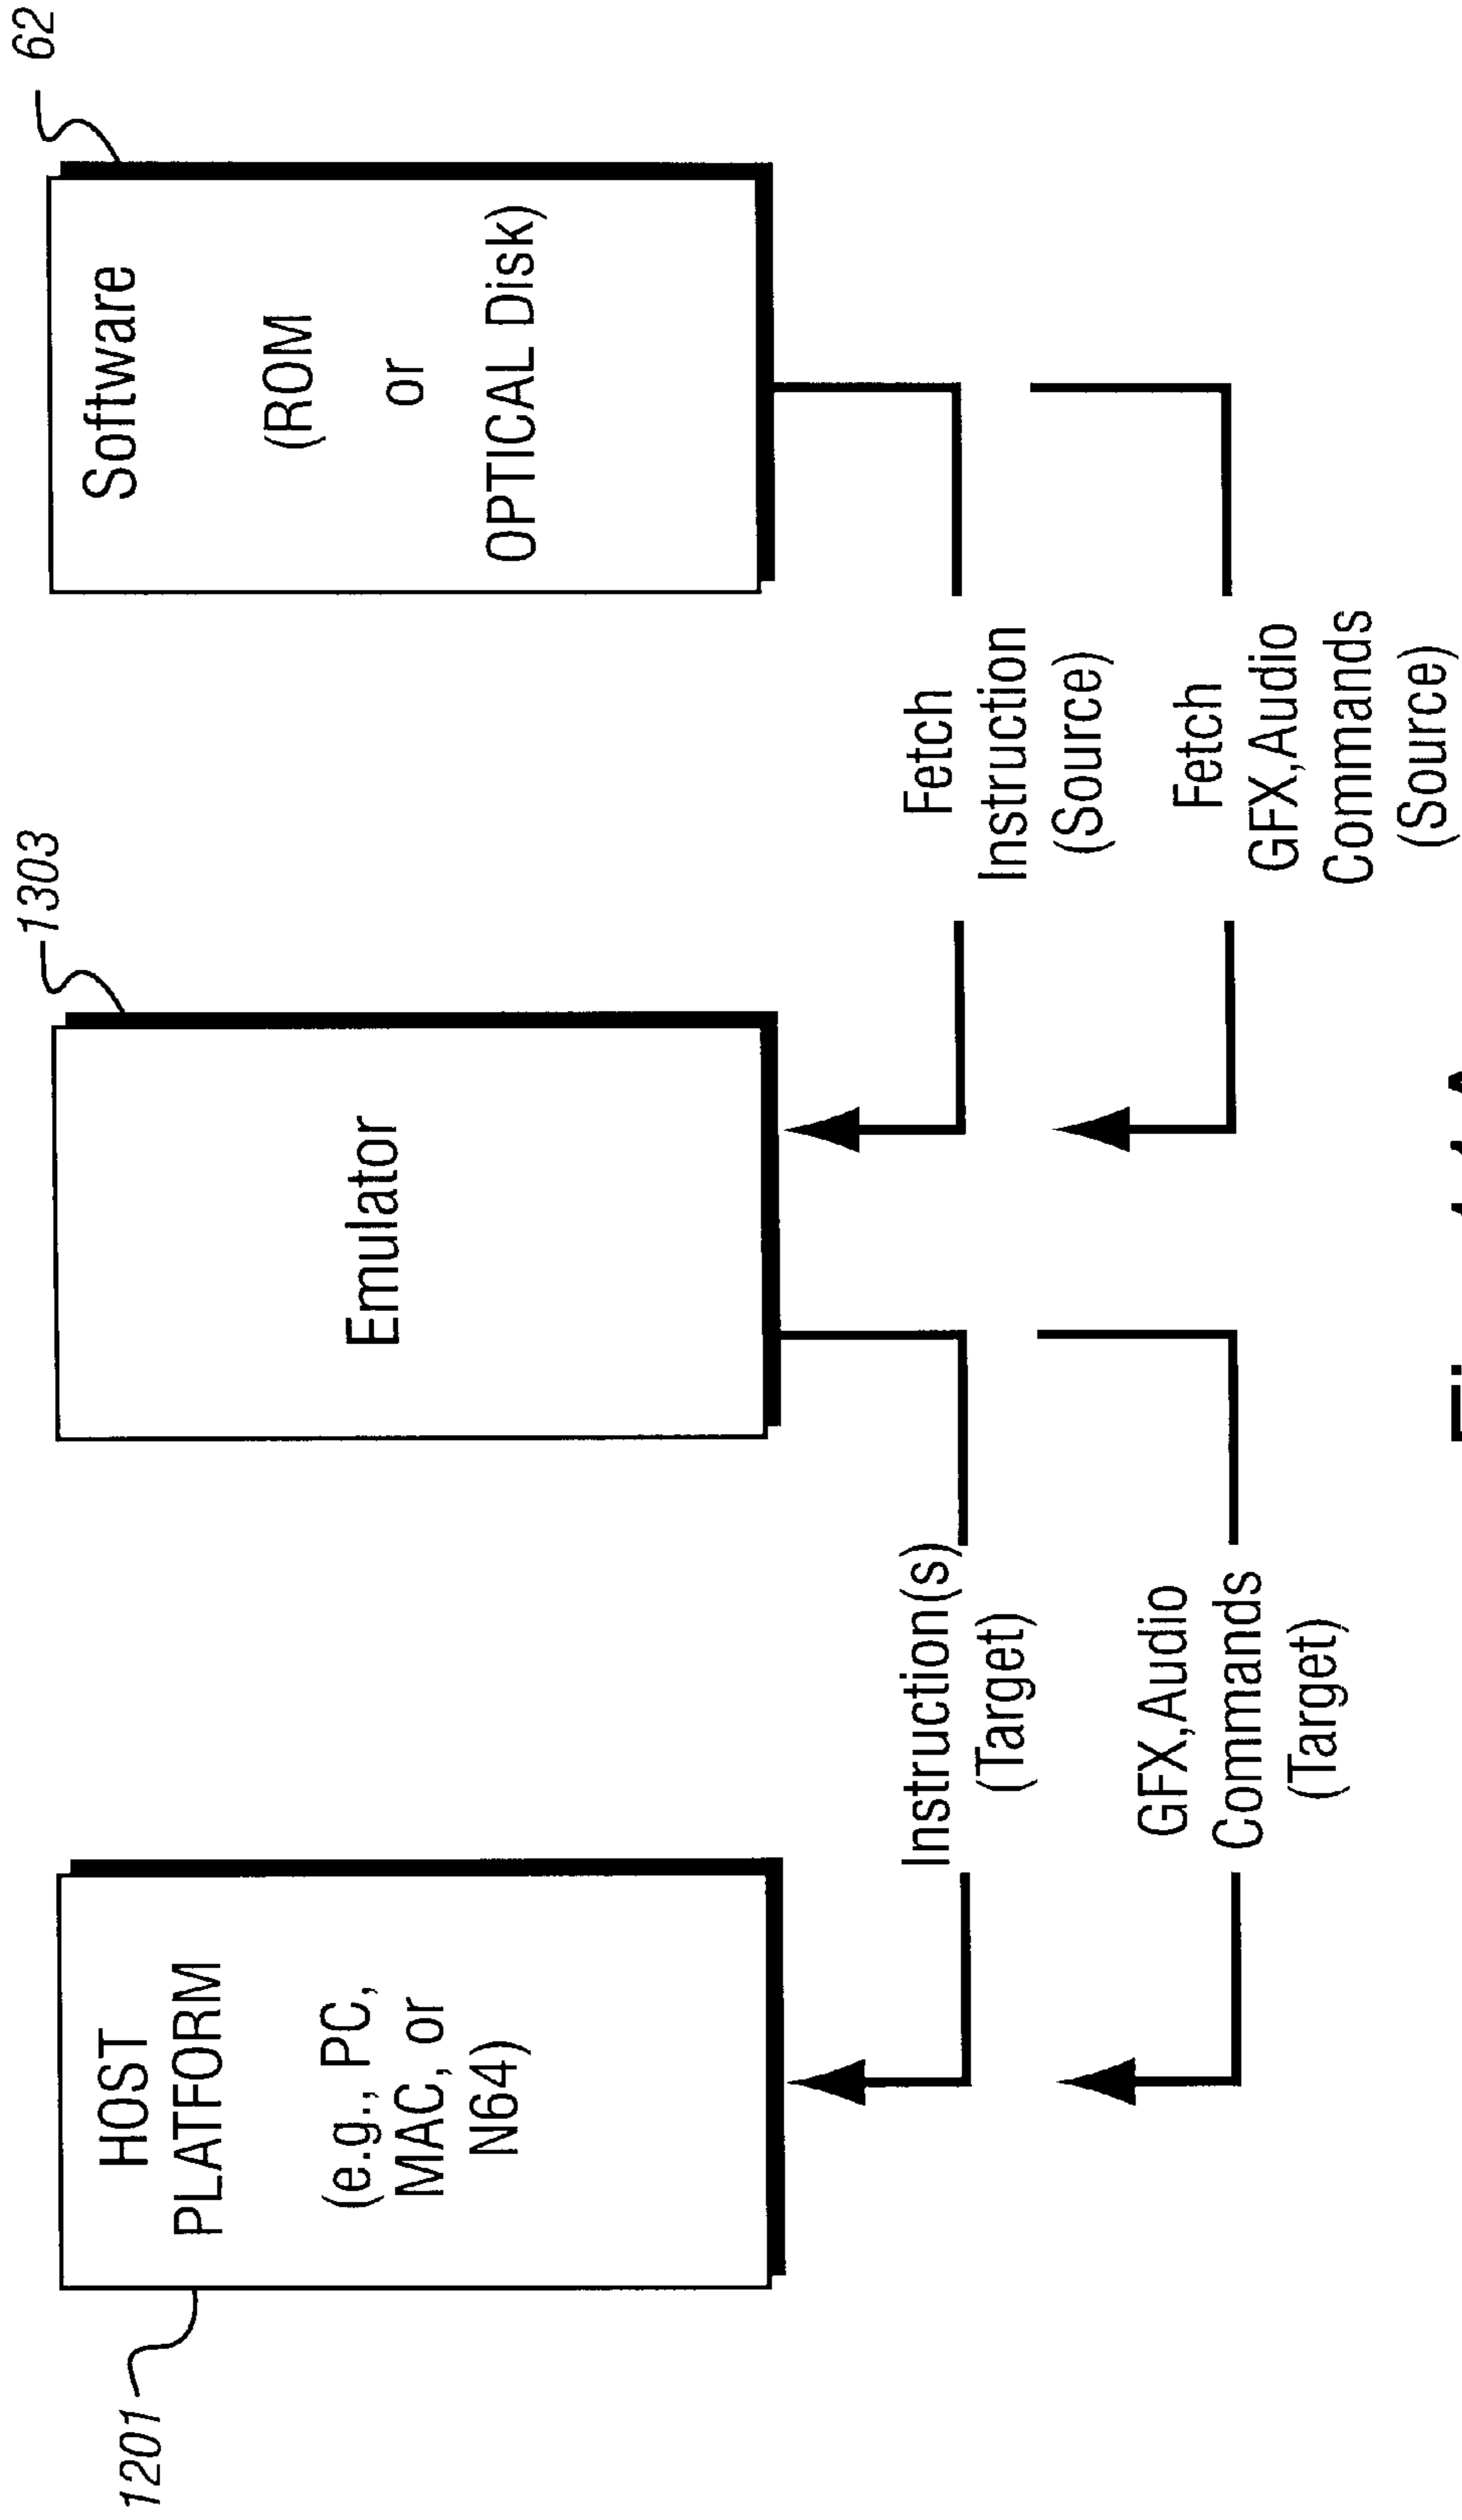 1201
HOST
PLATFORM
(e.g., PC,
MAC, or
N64)
1303
Emulator
62
Software
(ROM
or
OPTICAL Disk)
Instruction(s)
(Target)
GFX,Audio
Commands
(Target)
Fetch
Instruction
(Source)
Fetch
GFX,Audio
Commands
(Source)